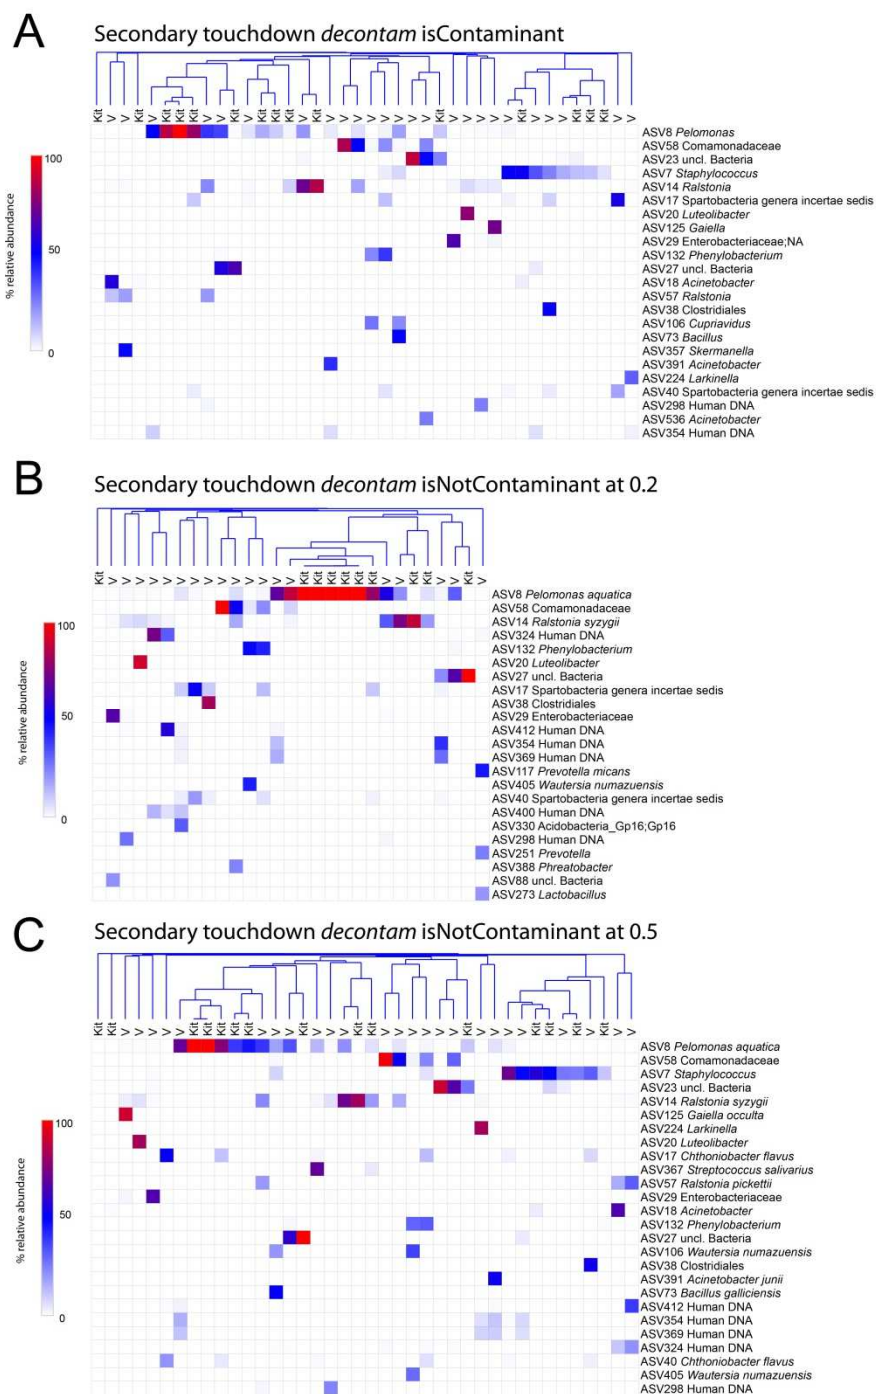 A
Secondary touchdown decontam isContaminant
% relative abundance
100
50
0
ASV8 Pelomonas
ASV58 Comamonadaceae
ASV23 uncl. Bacteria
ASV7 Staphylococcus
ASV14 Ralstonia
ASV17 Spartobacteria genera incertae sedis
ASV20 Luteolibacter
ASV125 Gaiella
ASV29 Enterobacteriaceae;NA
ASV132 Phenylobacterium
ASV27 uncl. Bacteria
ASV18 Acinetobacter
ASV57 Ralstonia
ASV38 Clostridiales
ASV106 Cupriavidus
ASV73 Bacillus
ASV357 Skermanella
ASV391 Acinetobacter
ASV224 Larkinella
ASV40 Spartobacteria genera incertae sedis
ASV298 Human DNA
ASV536 Acinetobacter
ASV354 Human DNA
B
Secondary touchdown decontam isNotContaminant at 0.2
% relative abundance
100
50
0
ASV8 Pelomonas aquatica
ASV58 Comamonadaceae
ASV14 Ralstonia syzygii
ASV324 Human DNA
ASV132 Phenylobacterium
ASV20 Luteolibacter
ASV27 uncl. Bacteria
ASV17 Spartobacteria genera incertae sedis
ASV38 Clostridiales
ASV29 Enterobacteriaceae
ASV412 Human DNA
ASV354 Human DNA
ASV369 Human DNA
ASV117 Prevotella micans
ASV405 Wautersia numazuensis
ASV40 Spartobacteria genera incertae sedis
ASV400 Human DNA
ASV330 Acidobacteria_Gp16;Gp16
ASV298 Human DNA
ASV251 Prevotella
ASV388 Phreatobacter
ASV88 uncl. Bacteria
ASV273 Lactobacillus
C
Secondary touchdown decontam isNotContaminant at 0.5
% relative abundance
100
50
0
ASV8 Pelomonas aquatica
ASV58 Comamonadaceae
ASV7 Staphylococcus
ASV23 uncl. Bacteria
ASV14 Ralstonia syzygii
ASV125 Gaiella occulta
ASV224 Larkinella
ASV20 Luteolibacter
ASV17 Chthoniobacter flavus
ASV367 Streptococcus salivarius
ASV57 Ralstonia pickettii
ASV29 Enterobacteriaceae
ASV18 Acinetobacter
ASV132 Phenylobacterium
ASV27 uncl. Bacteria
ASV106 Wautersia numazuensis
ASV38 Clostridiales
ASV391 Acinetobacter junii
ASV73 Bacillus galliciensis
ASV412 Human DNA
ASV354 Human DNA
ASV369 Human DNA
ASV324 Human DNA
ASV40 Chthoniobacter flavus
ASV405 Wautersia numazuensis
ASV298 Human DNA